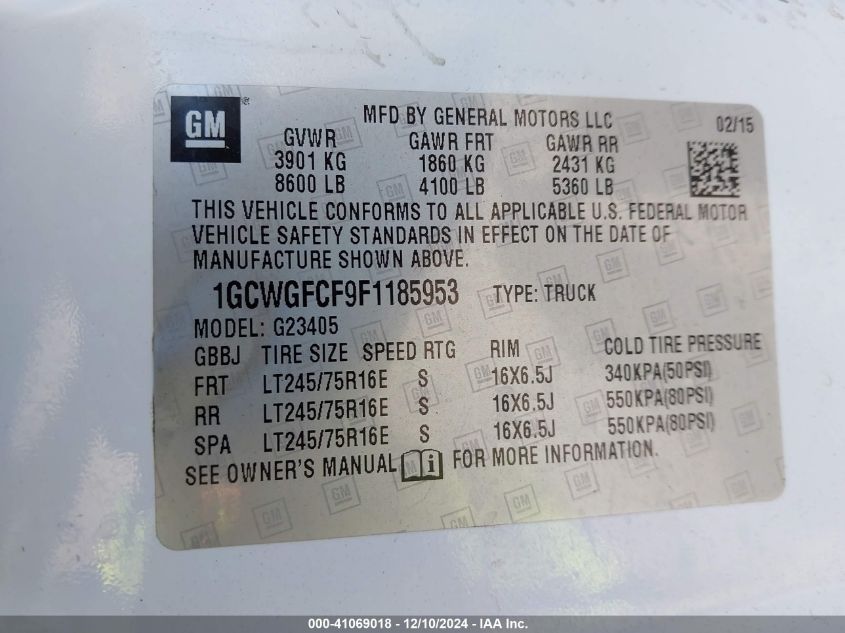 GM ®
MFD BY GENERAL MOTORS LLC 02/15
GVWR GAWR FRT GAWR RR
3901 KG 1860 KG 2431 KG
8600 LB 4100 LB 5360 LB
THIS VEHICLE CONFORMS TO ALL APPLICABLE U.S. FEDERAL MOTOR
VEHICLE SAFETY STANDARDS IN EFFECT ON THE DATE OF
MANUFACTURE SHOWN ABOVE.
1GCWGFCF9F1185953 TYPE: TRUCK
MODEL: G23405
GBBJ TIRE SIZE SPEED RTG RIM COLD TIRE PRESSURE
FRT LT245/75R16E S 16X6.5J 340KPA(50PSI)
RR LT245/75R16E S 16X6.5J 550KPA(80PSI)
SPA LT245/75R16E S 16X6.5J 550KPA(80PSI)
SEE OWNER'S MANUAL i FOR MORE INFORMATION.
000-41069018 - 12/10/2024 - IAA Inc.